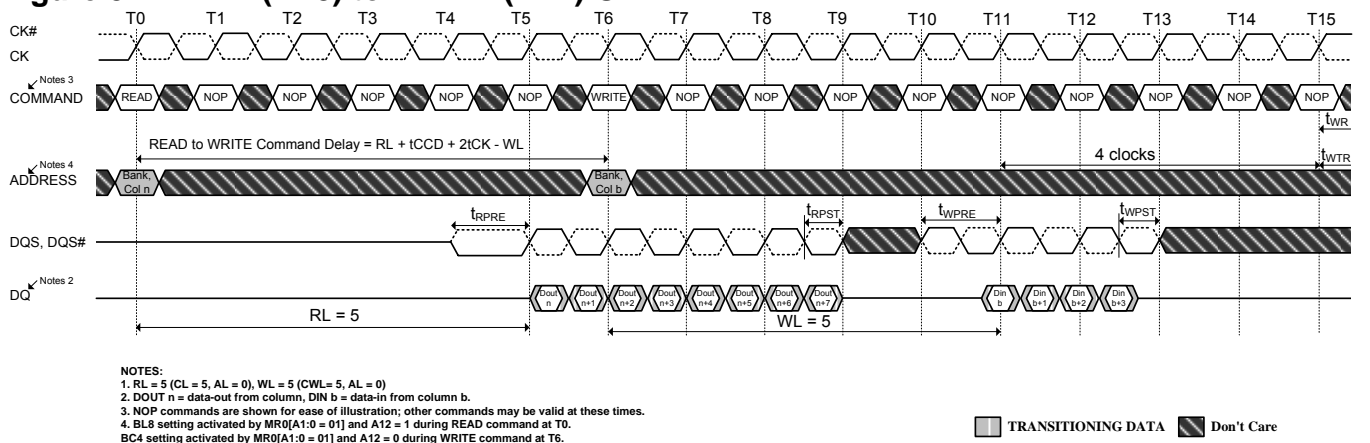 T0 T1 T2 T3 T4 T5 T6 T7 T8 T9 T10 T11 T12 T13 T14 T15
CK#
CK
Notes 3
COMMAND READ NOP NOP NOP NOP NOP WRITE NOP NOP NOP NOP NOP NOP NOP NOP NOP
tWR
READ to WRITE Command Delay = RL + tCCD + 2tCK - WL
4 clocks tWTR
Notes 4
ADDRESS Bank, Col n Bank, Col b
tRPRE tRPST tWPRE tWPST
DQS, DQS#
Notes 2
DQ Dout n Dout n+1 Dout n+2 Dout n+3 Dout n+4 Dout n+5 Dout n+6 Dout n+7 Din b Din b+1 Din b+2 Din b+3
RL = 5 WL = 5
NOTES:
1. RL = 5 (CL = 5, AL = 0), WL = 5 (CWL= 5, AL = 0)
2. DOUT n = data-out from column, DIN b = data-in from column b.
3. NOP commands are shown for ease of illustration; other commands may be valid at these times.
4. BL8 setting activated by MR0[A1:0 = 01] and A12 = 1 during READ command at T0.
BC4 setting activated by MR0[A1:0 = 01] and A12 = 0 during WRITE command at T6.
TRANSITIONING DATA Don't Care